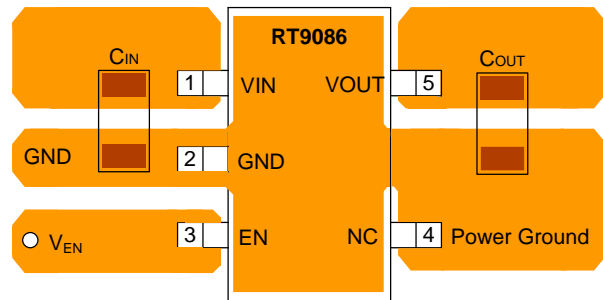 RT9086
CIN
COUT
1 VIN VOUT 5
GND 2 GND
VEN 3 EN NC 4 Power Ground